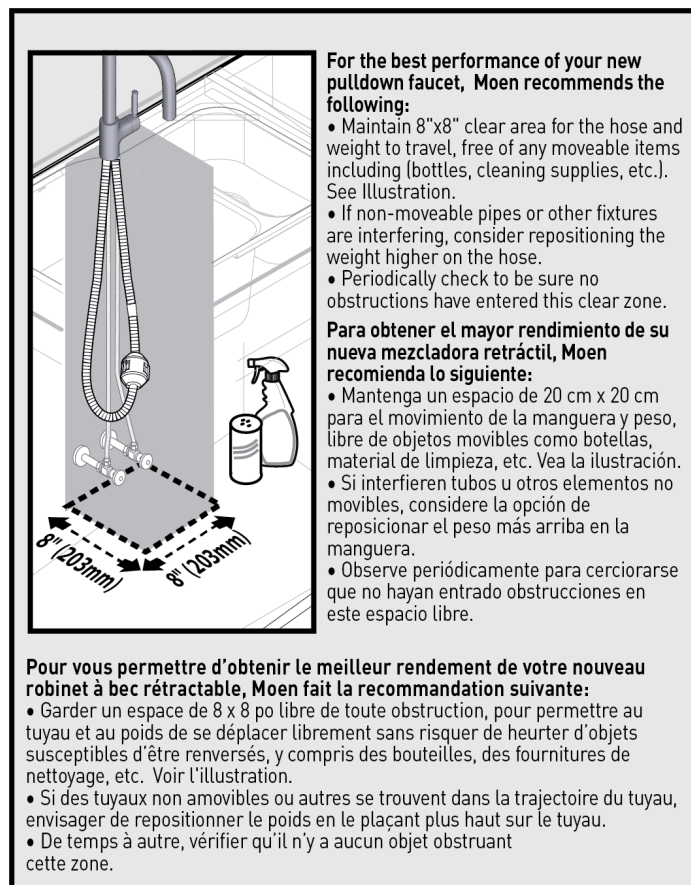 For the best performance of your new
pulldown faucet,  Moen recommends the
following:
• Maintain 8"x8" clear area for the hose and
weight to travel, free of any moveable items
including (bottles, cleaning supplies, etc.).
See Illustration.
• If non-moveable pipes or other fixtures
are interfering, consider repositioning the
weight higher on the hose.
• Periodically check to be sure no
obstructions have entered this clear zone.
Para obtener el mayor rendimiento de su
nueva mezcladora retráctil, Moen
recomienda lo siguiente:
• Mantenga un espacio de 20 cm x 20 cm
para el movimiento de la manguera y peso,
libre de objetos movibles como botellas,
material de limpieza, etc. Vea la ilustración.
• Si interfieren tubos u otros elementos no
movibles, considere la opción de
reposicionar el peso más arriba en la
manguera.
• Observe periódicamente para cerciorarse
que no hayan entrado obstrucciones en
este espacio libre.
8" (203mm)
8" (203mm)
Pour vous permettre d’obtenir le meilleur rendement de votre nouveau
robinet à bec rétractable, Moen fait la recommandation suivante:
• Garder un espace de 8 x 8 po libre de toute obstruction, pour permettre au
tuyau et au poids de se déplacer librement sans risquer de heurter d’objets
susceptibles d’être renversés, y compris des bouteilles, des fournitures de
nettoyage, etc.  Voir l'illustration.
• Si des tuyaux non amovibles ou autres se trouvent dans la trajectoire du tuyau,
envisager de repositionner le poids en le plaçant plus haut sur le tuyau.
• De temps à autre, vérifier qu’il n’y a aucun objet obstruant
cette zone.